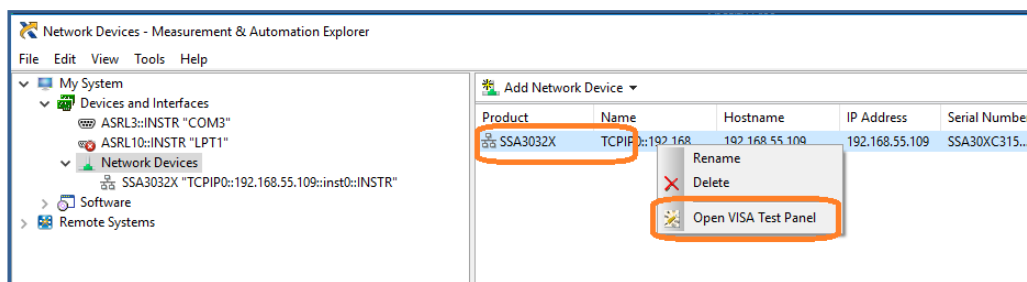 Network Devices - Measurement & Automation Explorer
File Edit View Tools Help
My System
Devices and Interfaces
ASRL3::INSTR "COM3"
ASRL10::INSTR "LPT1"
Network Devices
SSA3032X "TCPIP0::192.168.55.109::inst0::INSTR"
Software
Remote Systems
Add Network Device
Product Name Hostname IP Address Serial Numbe
SSA3032X TCPIP0::192.168 192.168.55.109 192.168.55.109 SSA30XC315...
Rename
Delete
Open VISA Test Panel